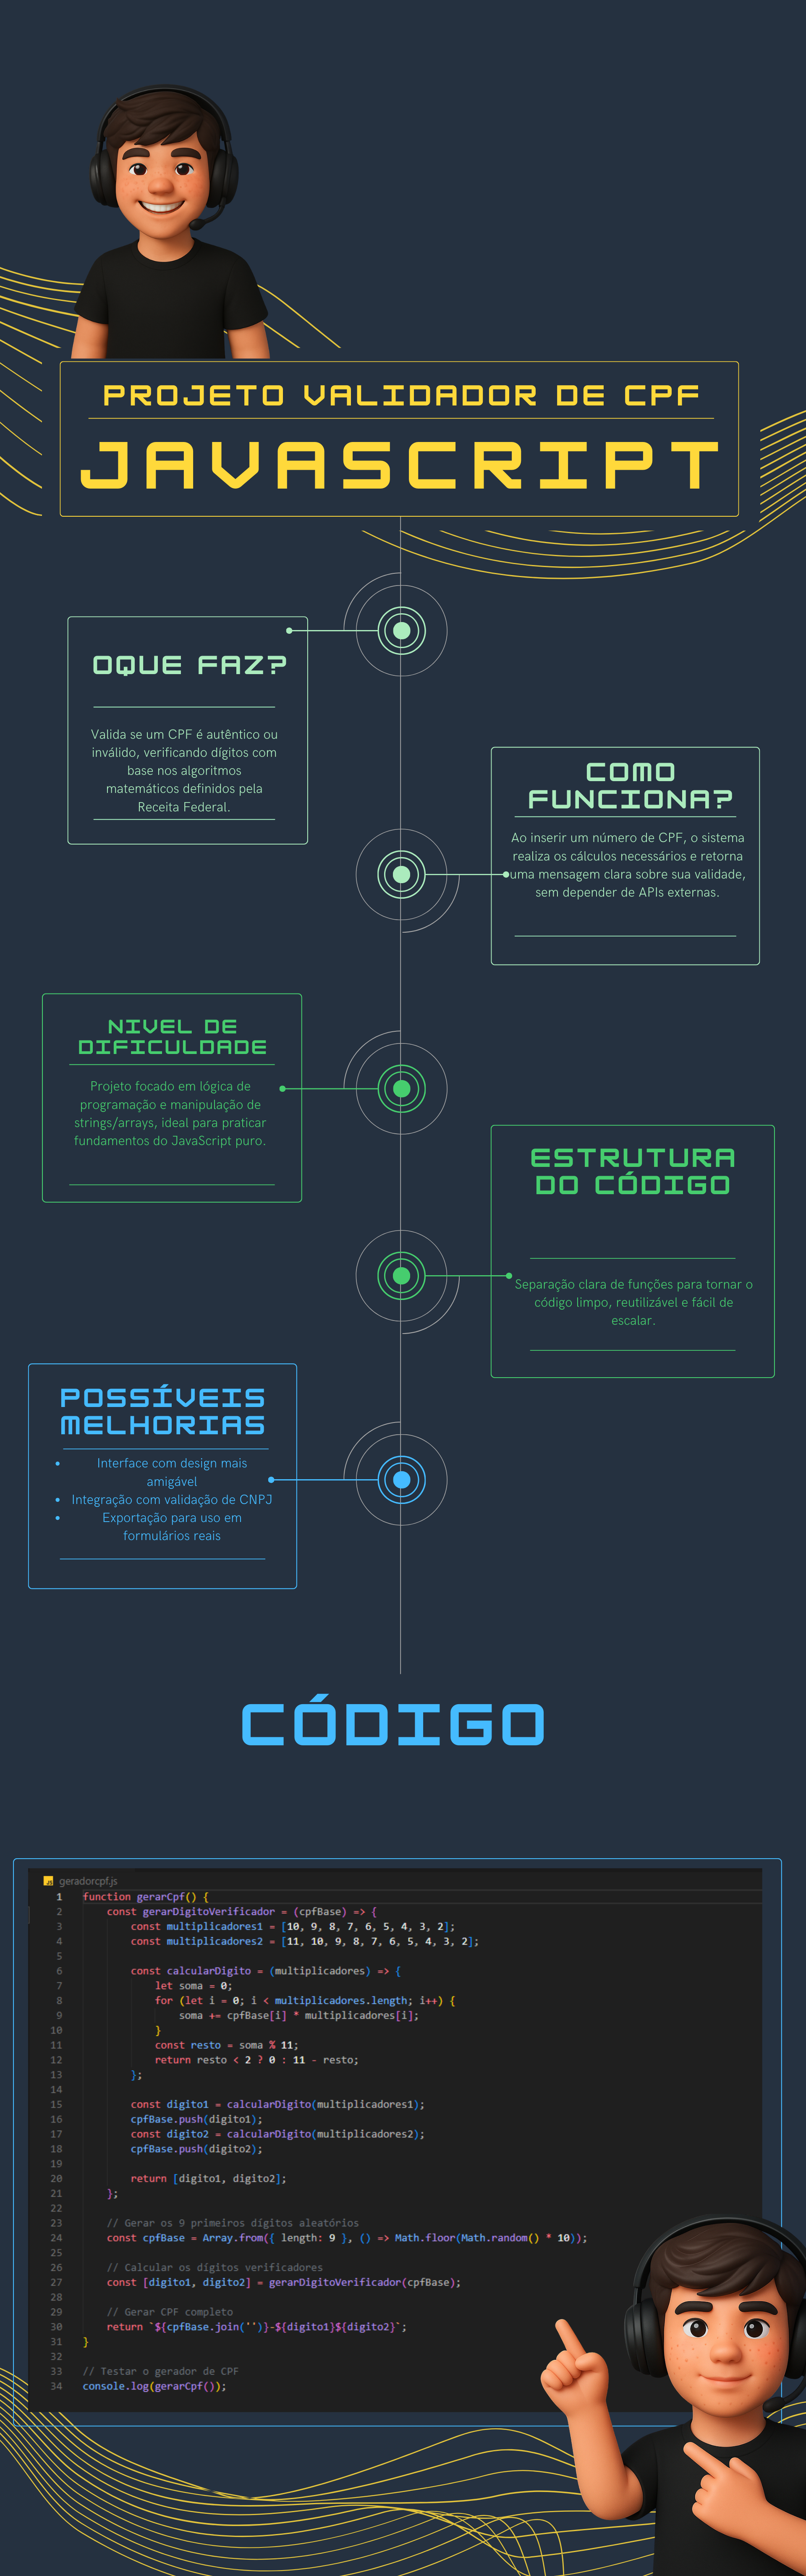 PROJETO VALIDADOR DE CPF
JAVASCRIPT
OQUE FAZ?
Valida se um CPF é autêntico ou
inválido, verificando dígitos com
base nos algoritmos
matemáticos definidos pela
Receita Federal.
COMO
FUNCIONA?
Ao inserir um número de CPF, o sistema
realiza os cálculos necessários e retorna
uma mensagem clara sobre sua validade,
sem depender de APIs externas.
NIVEL DE
DIFICULDADE
Projeto focado em lógica de
programação e manipulação de
strings/arrays, ideal para praticar
fundamentos do JavaScript puro.
ESTRUTURA
DO CÓDIGO
Separação clara de funções para tornar o
código limpo, reutilizável e fácil de
escalar.
POSSÍVEIS
MELHORIAS
• Interface com design mais
amigável
• Integração com validação de CNPJ
• Exportação para uso em
formulários reais
CÓDIGO
geradorcpf.js
1 function gerarCpf() {
2 const gerarDigitoVerificador = (cpfBase) => {
3 const multiplicadores1 = [10, 9, 8, 7, 6, 5, 4, 3, 2];
4 const multiplicadores2 = [11, 10, 9, 8, 7, 6, 5, 4, 3, 2];
5
6 const calcularDigito = (multiplicadores) => {
7 let soma = 0;
8 for (let i = 0; i < multiplicadores.length; i++) {
9 soma += cpfBase[i] * multiplicadores[i];
10 }
11 const resto = soma % 11;
12 return resto < 2 ? 0 : 11 - resto;
13 };
14
15 const digito1 = calcularDigito(multiplicadores1);
16 cpfBase.push(digito1);
17 const digito2 = calcularDigito(multiplicadores2);
18 cpfBase.push(digito2);
19
20 return [digito1, digito2];
21 };
22
23 // Gerar os 9 primeiros dígitos aleatórios
24 const cpfBase = Array.from({ length: 9 }, () => Math.floor(Math.random() * 10));
25
26 // Calcular os dígitos verificadores
27 const [digito1, digito2] = gerarDigitoVerificador(cpfBase);
28
29 // Gerar CPF completo
30 return `${cpfBase.join('')}-${digito1}${digito2}`;
31 }
32
33 // Testar o gerador de CPF
34 console.log(gerarCpf());